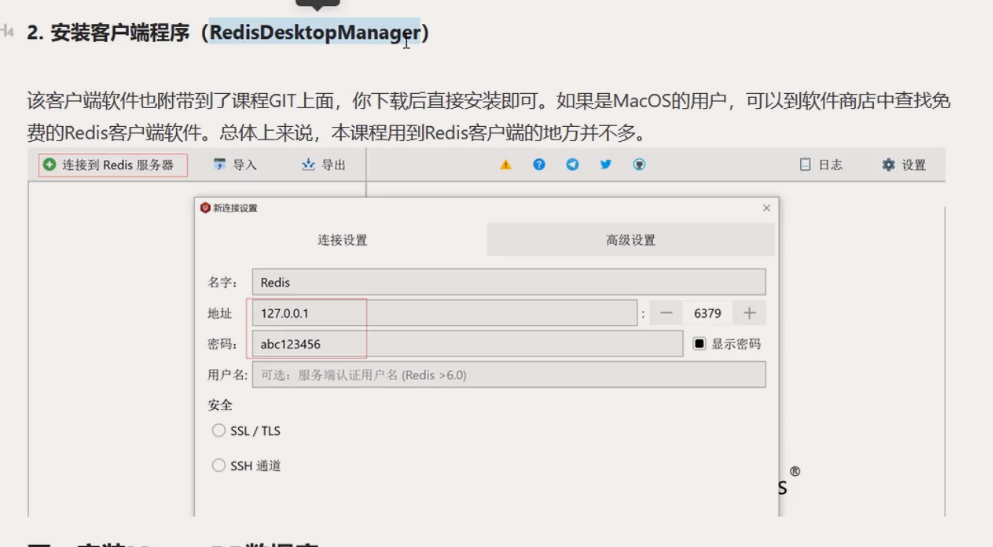 H4 2. 安装客户端程序（RedisDesktopManager）
该客户端软件也附带到了课程GIT上面，你下载后直接安装即可。如果是MacOS的用户，可以到软件商店中查找免
费的Redis客户端软件。总体上来说，本课程用到Redis客户端的地方并不多。
连接到 Redis 服务器 导入 导出 日志 设置
新连接设置
连接设置 高级设置
名字： Redis
地址 127.0.0.1 : 6379
密码： abc123456 显示密码
用户名: 可选：服务端认证用户名 (Redis >6.0)
安全
SSL / TLS
SSH 通道
s ®